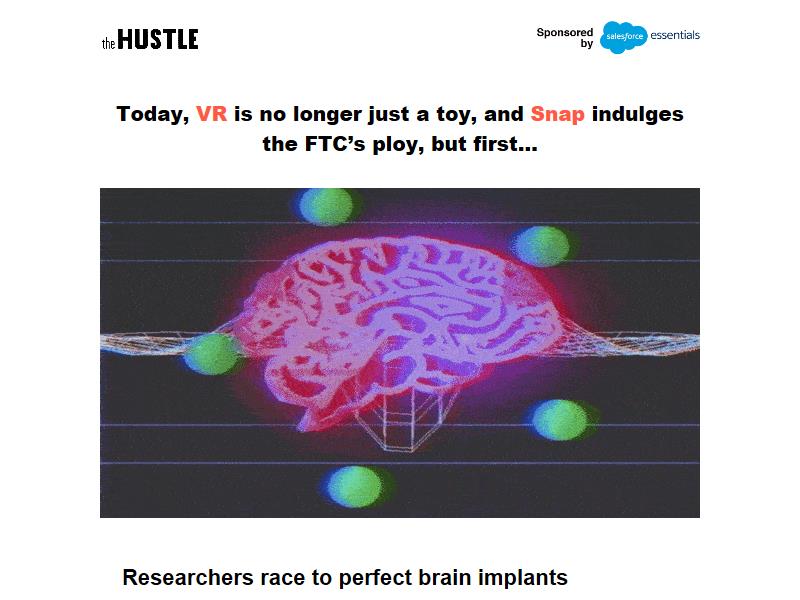 the HUSTLE
Sponsored
by
salesforce essentials
Today, VR is no longer just a toy, and Snap indulges
the FTC’s ploy, but first...
Researchers race to perfect brain implants